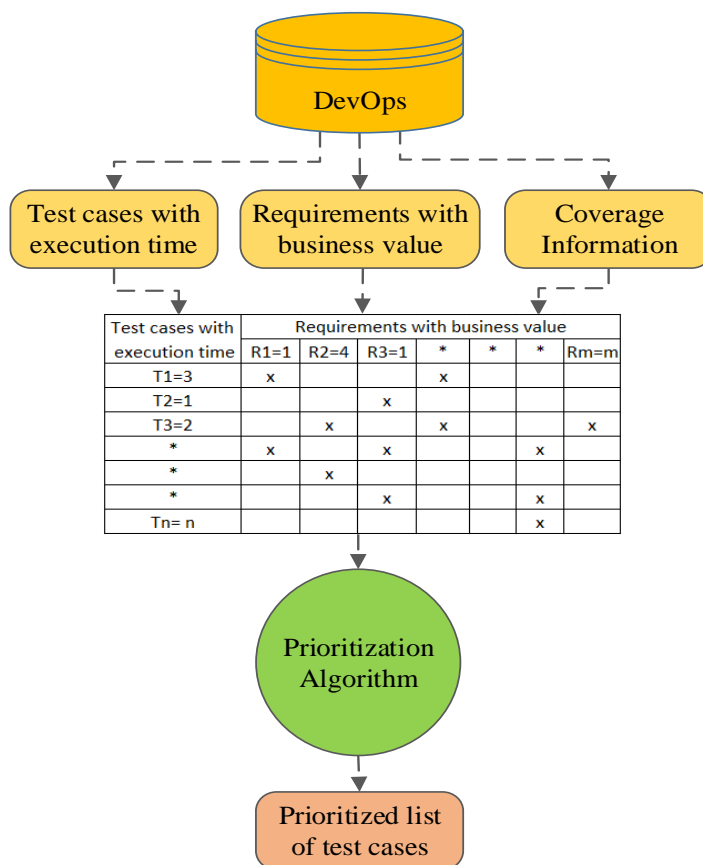 DevOps
Test cases with
execution time
Requirements with
business value
Coverage
Information
Test cases with
execution time
Requirements with business value
R1=1 R2=4 R3=1 * * * Rm=m
T1=3 x x
T2=1 x
T3=2 x x x
* x x x
* x
* x x
Tn= n x
Prioritization
Algorithm
Prioritized list
of test cases